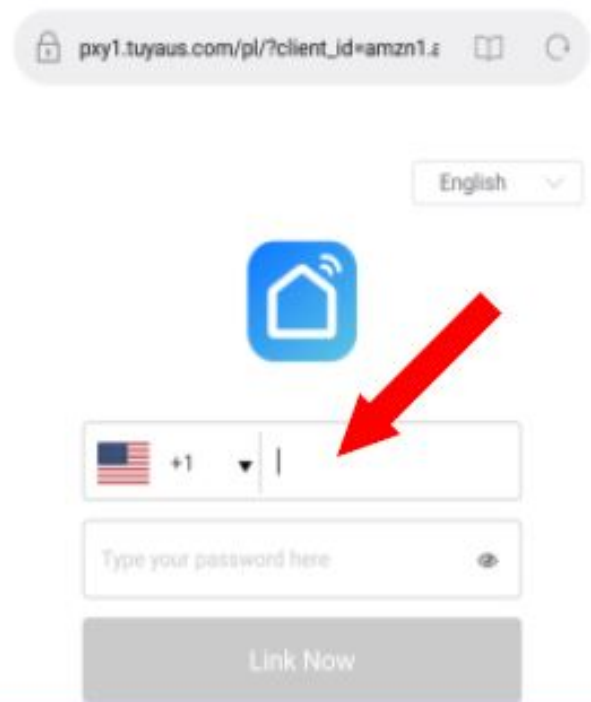 pxy1.tuyaus.com/pl/?client_id=amzn1.a
English
+1
Type your password here
Link Now